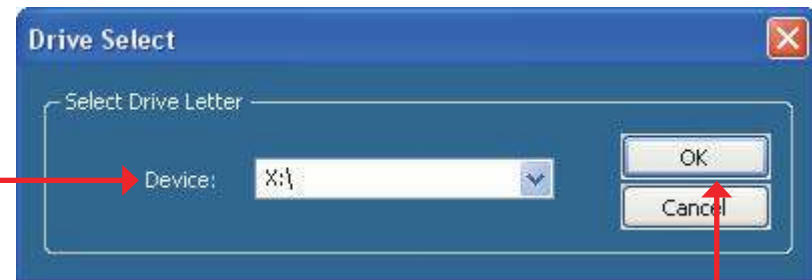 Drive Select
Select Drive Letter
Device: X:\
OK
Cancel